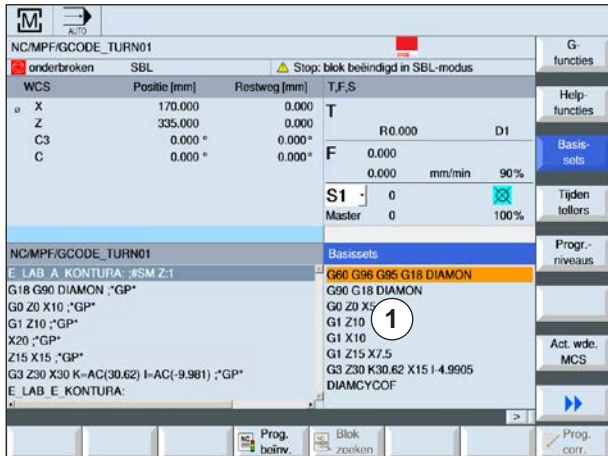 M
AUTO
NC/MPF/GCODE_TURN01
onderbroken SBL Stop: blok beëindigd in SBL-modus
WCS Positie [mm] Restweg [mm] T,F,S
X 170.000 0.000
Z 335.000 0.000
C3 0.000 ° 0.000°
C 0.000 ° 0.000°
T
R0.000 D1
F 0.000
0.000 mm/min 90%
S1 0
Master 0 100%
NC/MPF/GCODE_TURN01
E_LAB_A_KONTURA: ;#SM Z:1
G18 G90 DIAMON ;*GP*
G0 Z0 X10 ;*GP*
G1 Z10 ;*GP*
X20 ;*GP*
Z15 X15 ;*GP*
G3 Z30 X30 K=AC(30.62) I=AC(-9.981) ;*GP*
E_LAB_E_KONTURA:
Basissets
G60 G96 G95 G18 DIAMON
G90 G18 DIAMON
G0 Z0 X5
G1 Z10
G1 X10
G1 Z15 X7.5
G3 Z30 K30.62 X15 I-4.9905
DIAMCYCOF
1
>
G-
functies
Help-
functies
Basis-
sets
Tijden
tellers
Progr.-
niveaus
Act. wde.
MCS
NC
Prog.
beïnv.
NC
Blok
zoeken
Prog.
corr.